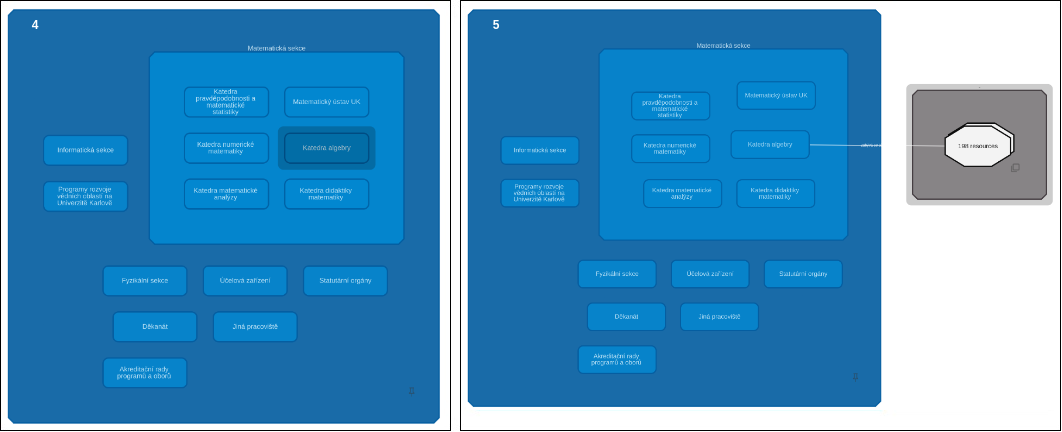 4
Matematická sekce
Katedra
pravděpodobnosti a
matematické
statistiky
Matematický ústav UK
Katedra numerické
matematiky
Katedra algebry
Katedra matematické
analýzy
Katedra didaktiky
matematiky
Informatická sekce
Programy rozvoje
vědních oblastí na
Univerzitě Karlově
Fyzikální sekce
Účelová zařízení
Statutární orgány
Děkanát
Jiná pracoviště
Akreditační rady
programů a oborů
5
Matematická sekce
Katedra
pravděpodobnosti a
matematické
statistiky
Matematický ústav UK
Katedra numerické
matematiky
Katedra algebry
Katedra matematické
analýzy
Katedra didaktiky
matematiky
Informatická sekce
Programy rozvoje
vědních oblastí na
Univerzitě Karlově
Fyzikální sekce
Účelová zařízení
Statutární orgány
Děkanát
Jiná pracoviště
Akreditační rady
programů a oborů
198 resources